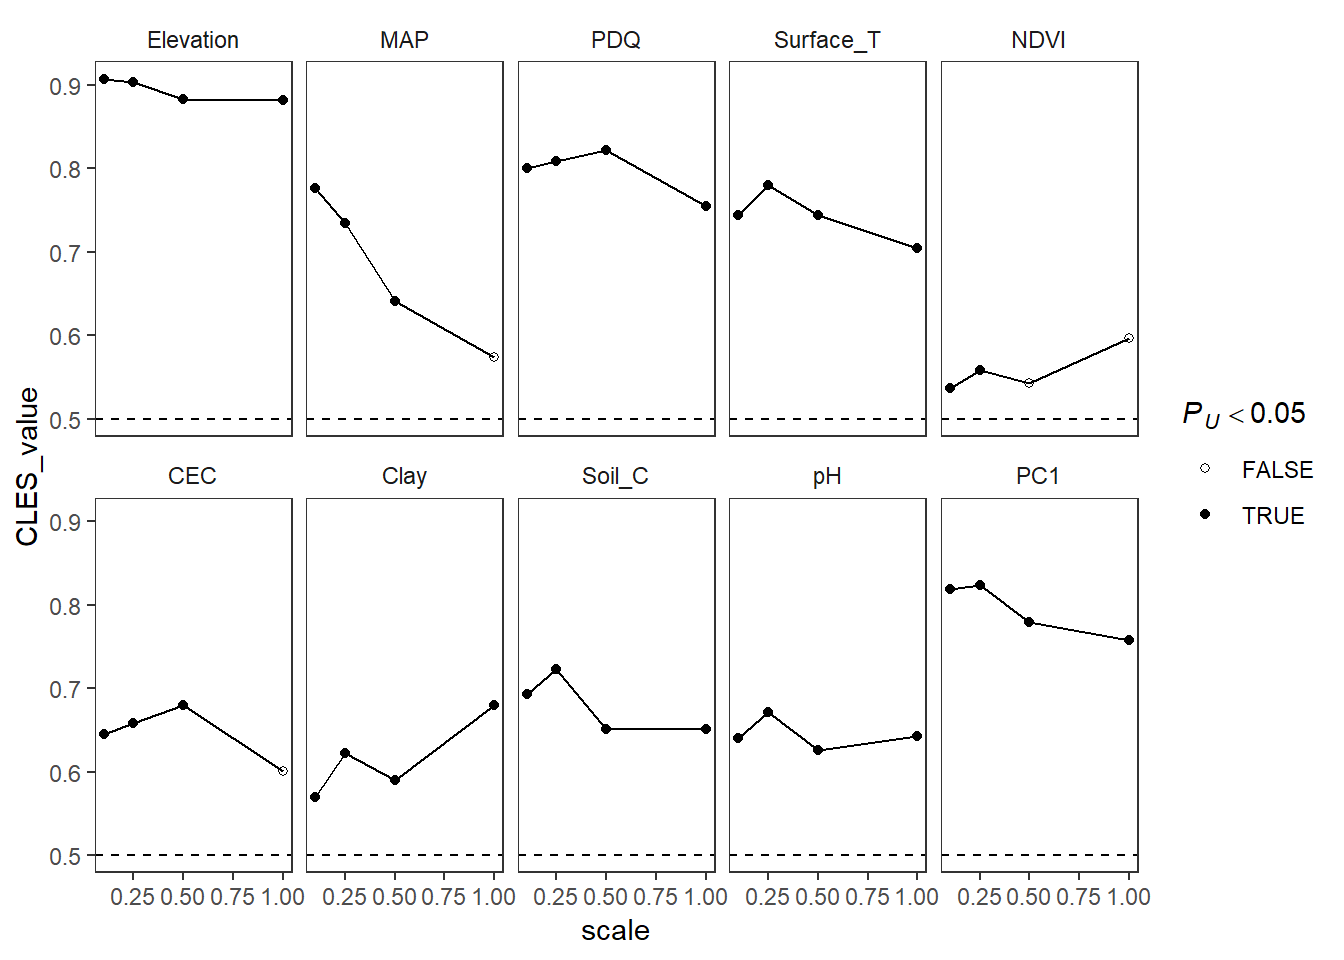 Elevation MAP PDQ Surface_T NDVI
0.9
0.8
0.7
0.6
0.5
CEC Clay Soil_C pH PC1
0.9
0.8
0.7
0.6
0.5
0.25 0.50 0.75 1.00 0.25 0.50 0.75 1.00 0.25 0.50 0.75 1.00 0.25 0.50 0.75 1.00 0.25 0.50 0.75 1.00
scale
CLES_value
P_U < 0.05
FALSE
TRUE